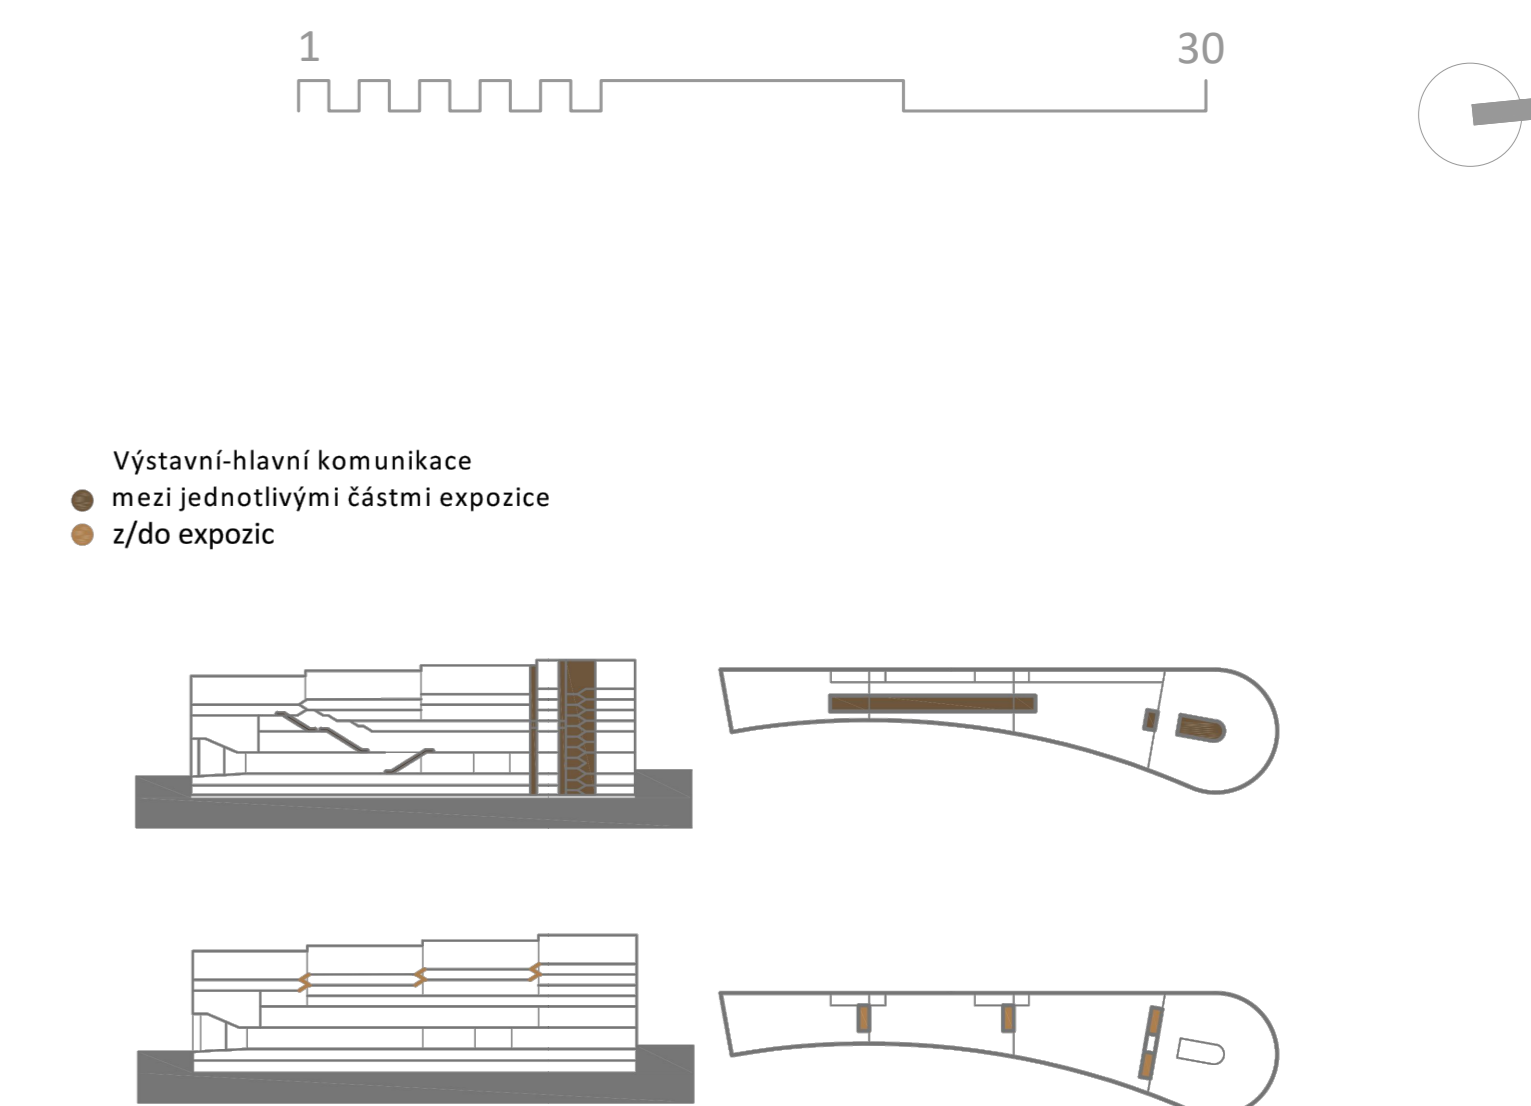 1
30
Výstavní-hlavní komunikace
mezi jednotlivými částmi expozice
z/do expozic